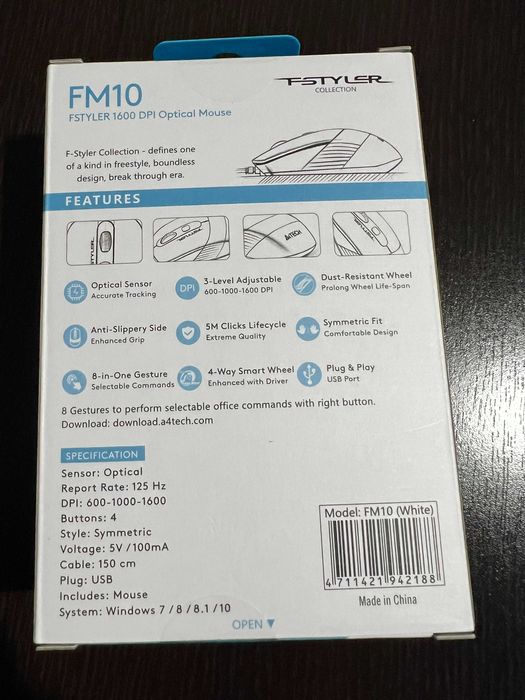 FM10
FSTYLER 1600 DPI Optical Mouse
FSTYLER
COLLECTION
F-Styler Collection - defines one
of a kind in freestyle, boundless
design, break through era.
FEATURES
STYLER
FSTYLER
A4TECH
Optical Sensor
Accurate Tracking
DPI
3-Level Adjustable
600-1000-1600 DPI
Dust-Resistant Wheel
Prolong Wheel Life-Span
Anti-Slippery Side
Enhanced Grip
5M Clicks Lifecycle
Extreme Quality
Symmetric Fit
Comfortable Design
8-in-One Gesture
Selectable Commands
4-Way Smart Wheel
Enhanced with Driver
Plug & Play
USB Port
8 Gestures to perform selectable office commands with right button.
Download: download.a4tech.com
SPECIFICATION
Sensor: Optical
Report Rate: 125 Hz
DPI: 600-1000-1600
Buttons: 4
Style: Symmetric
Voltage: 5V /100mA
Cable: 150 cm
Plug: USB
Includes: Mouse
System: Windows 7 / 8 / 8.1 /10
Model: FM10 (White)
4 711421 942188
Made in China
OPEN ▼